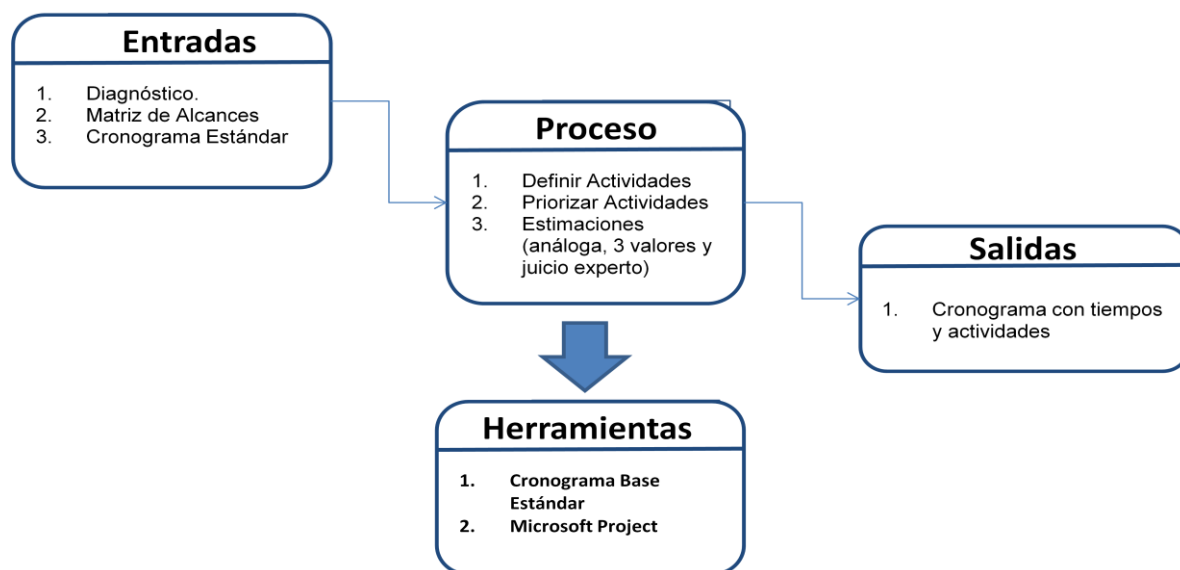 Entradas
1. Diagnóstico.
2. Matriz de Alcances
3. Cronograma Estándar
Proceso
1. Definir Actividades
2. Priorizar Actividades
3. Estimaciones
(análoga, 3 valores y
juicio experto)
Salidas
1. Cronograma con tiempos
y actividades
Herramientas
1. Cronograma Base
Estándar
2. Microsoft Project